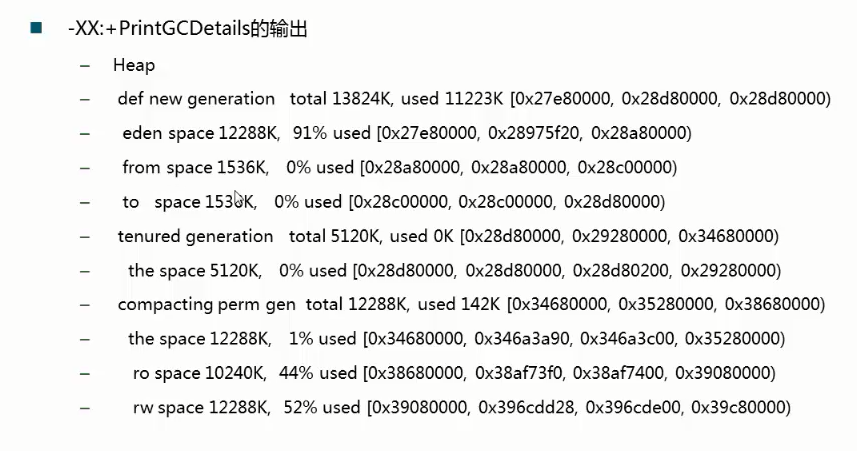 -XX:+PrintGCDetails的输出
– Heap
– def new generation total 13824K, used 11223K [0x27e80000, 0x28d80000, 0x28d80000)
– eden space 12288K, 91% used [0x27e80000, 0x28975f20, 0x28a80000)
– from space 1536K, 0% used [0x28a80000, 0x28a80000, 0x28c00000)
– to space 1536K, 0% used [0x28c00000, 0x28c00000, 0x28d80000)
– tenured generation total 5120K, used 0K [0x28d80000, 0x29280000, 0x34680000)
– the space 5120K, 0% used [0x28d80000, 0x28d80000, 0x28d80200, 0x29280000)
– compacting perm gen total 12288K, used 142K [0x34680000, 0x35280000, 0x38680000)
– the space 12288K, 1% used [0x34680000, 0x346a3a90, 0x346a3c00, 0x35280000)
– ro space 10240K, 44% used [0x38680000, 0x38af73f0, 0x38af7400, 0x39080000)
– rw space 12288K, 52% used [0x39080000, 0x396cdd28, 0x396cde00, 0x39c80000)